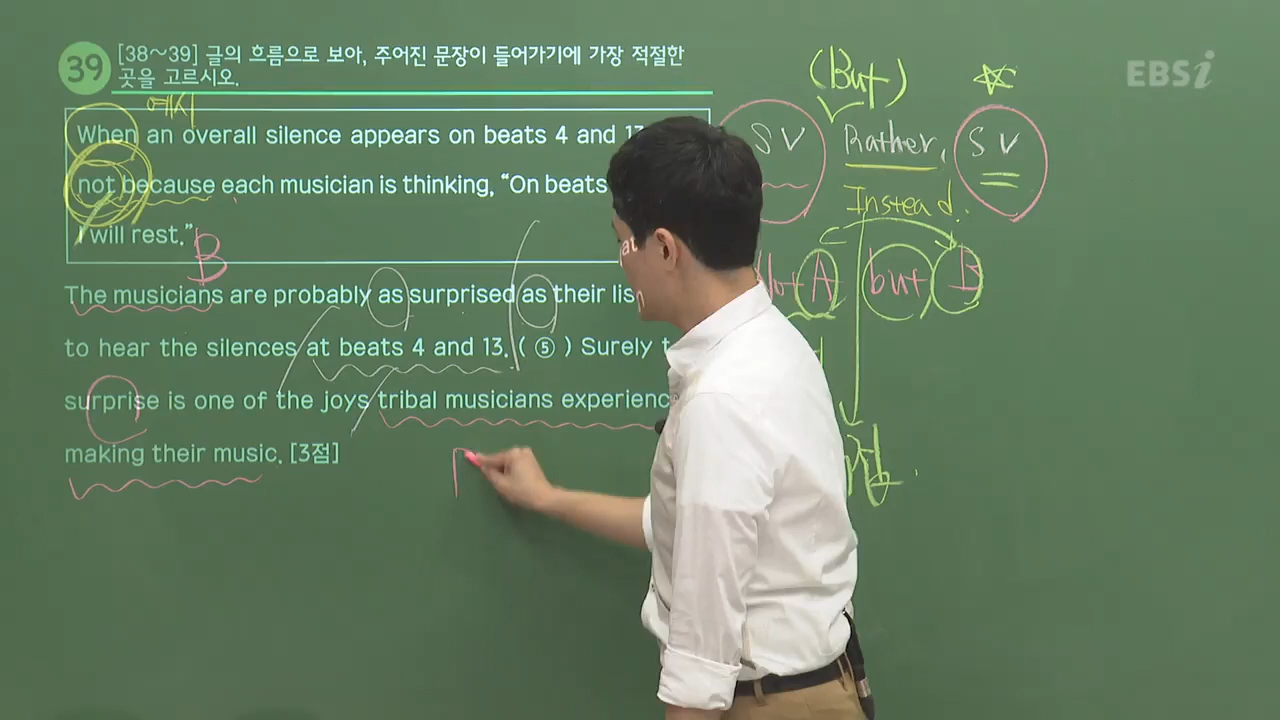 39 [38~39] 글의 흐름으로 보아, 주어진 문장이 들어가기에 가장 적절한
곳을 고르시오.
예시
When an overall silence appears on beats 4 and
not because each musician is thinking, “On beats
I will rest.”
B
The musicians are probably as surprised as their
to hear the silences at beats 4 and 13. ( ⑤ ) Surely
surprise is one of the joys tribal musicians
making their music. [3점]
(But)
S V Rather, S V
Instead.
A but B
EBSi